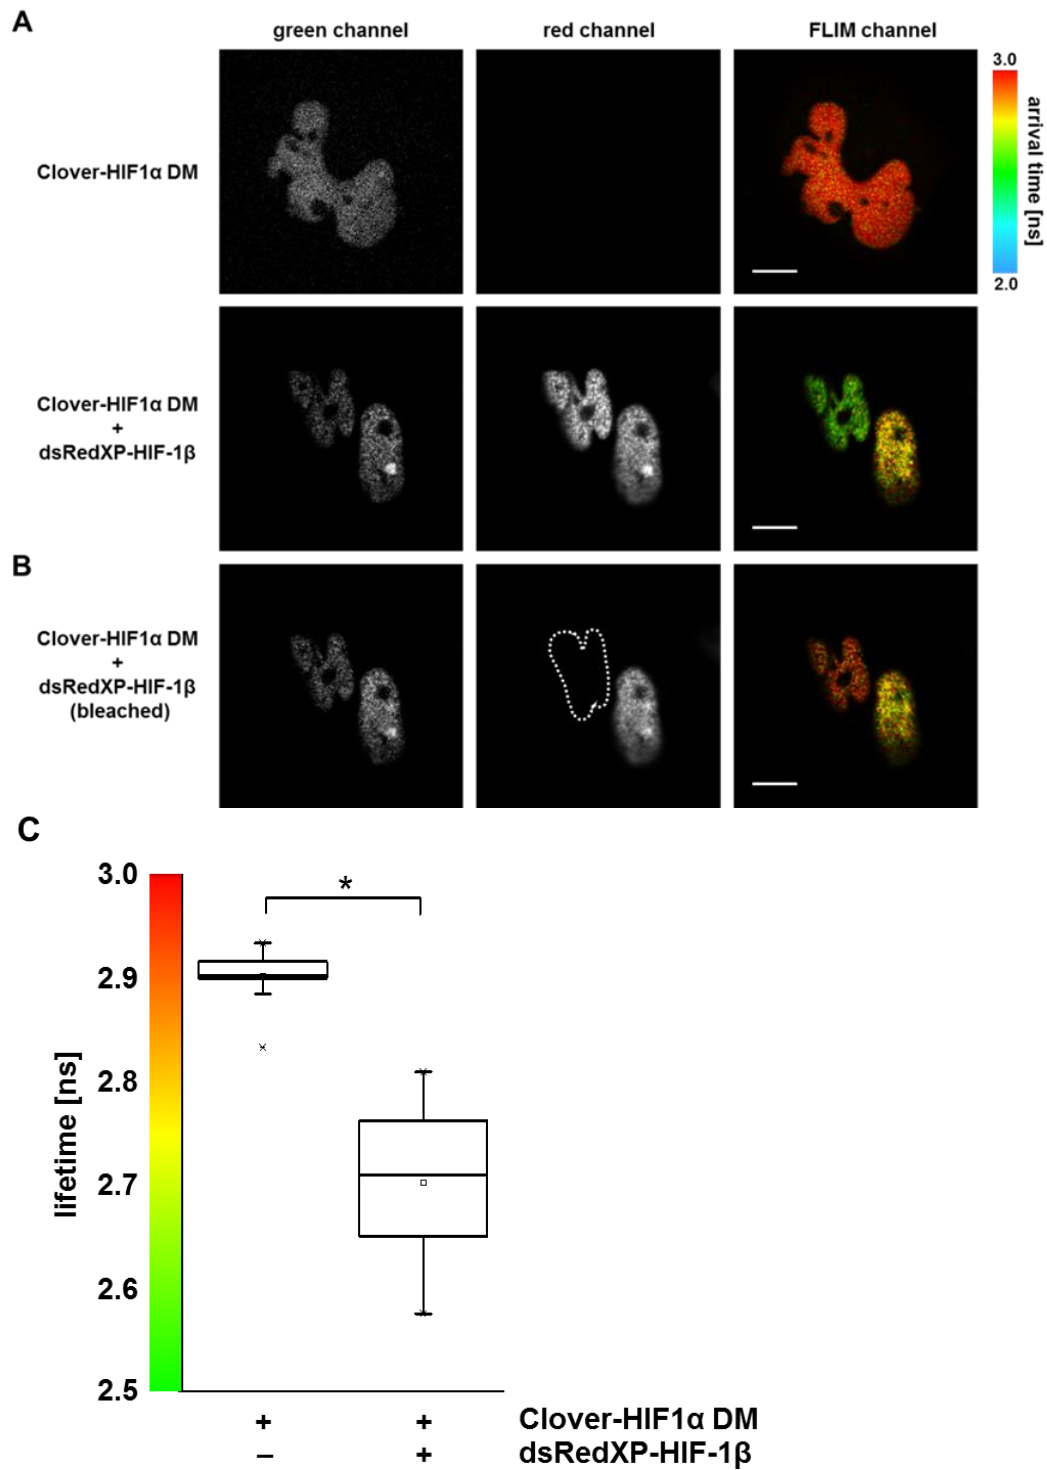 A
green channel
red channel
FLIM channel
Clover-HIF1α DM
3.0
arrival time [ns]
2.0
Clover-HIF1α DM
+
dsRedXP-HIF-1β
B
Clover-HIF1α DM
+
dsRedXP-HIF-1β
(bleached)
C
*
3.0
2.9
2.8
2.7
2.6
2.5
lifetime [ns]
+ + Clover-HIF1α DM
– + dsRedXP-HIF-1β